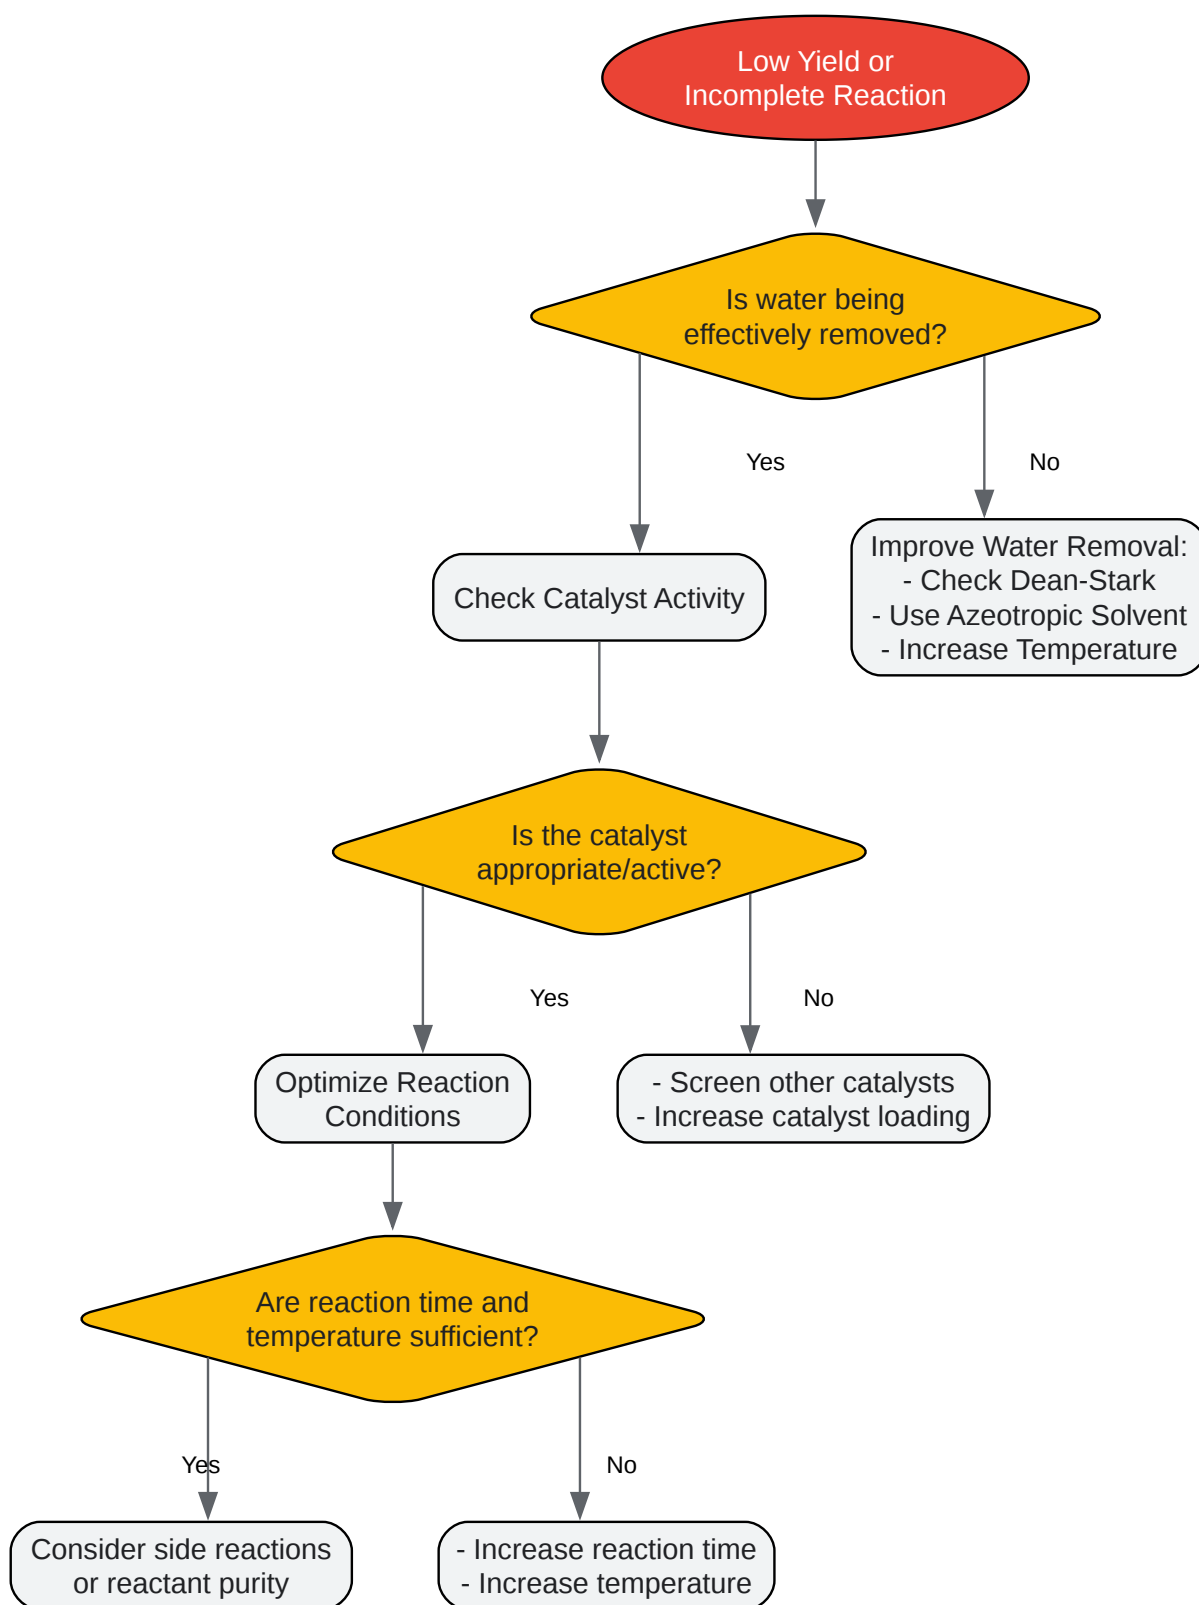 Low Yield or
Incomplete Reaction
Is water being
effectively removed?
Yes
No
Improve Water Removal:
- Check Dean-Stark
- Use Azeotropic Solvent
- Increase Temperature
Check Catalyst Activity
Is the catalyst
appropriate/active?
Yes
No
Optimize Reaction
Conditions
- Screen other catalysts
- Increase catalyst loading
Are reaction time and
temperature sufficient?
Yes
No
Consider side reactions
or reactant purity
- Increase reaction time
- Increase temperature